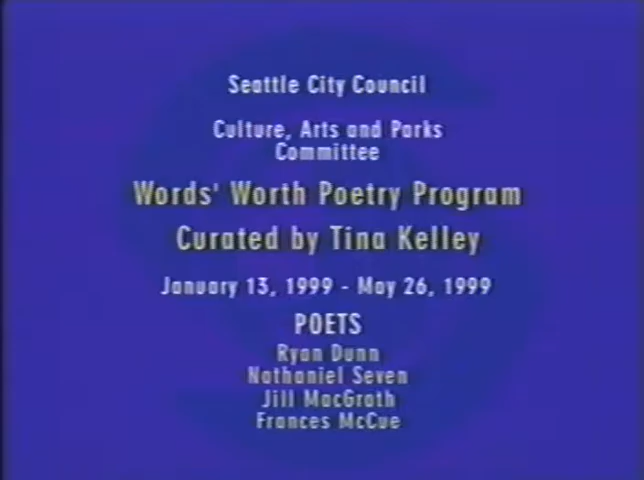 Seattle City Council
Culture, Arts and Parks
Committee
Words' Worth Poetry Program
Curated by Tina Kelley
January 13, 1999 - May 26, 1999
POETS
Ryan Dunn
Nathaniel Seven
Jill MacGrath
Frances McCue